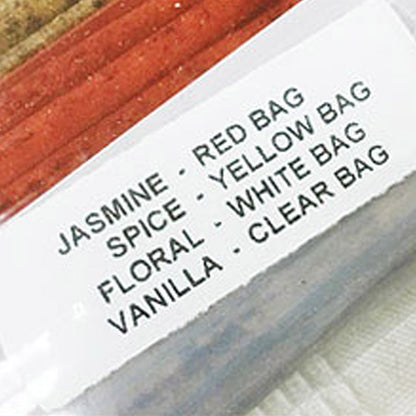 JASMINE - RED BAG
SPICE - YELLOW BAG
FLORAL - WHITE BAG
VANILLA - CLEAR BAG